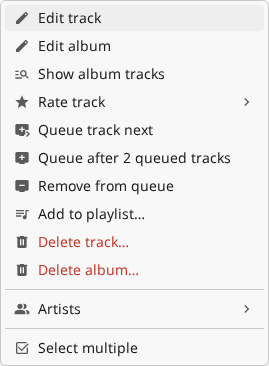 Edit track
Edit album
Show album tracks
Rate track
Queue track next
Queue after 2 queued tracks
Remove from queue
Add to playlist...
Delete track...
Delete album...
Artists
Select multiple